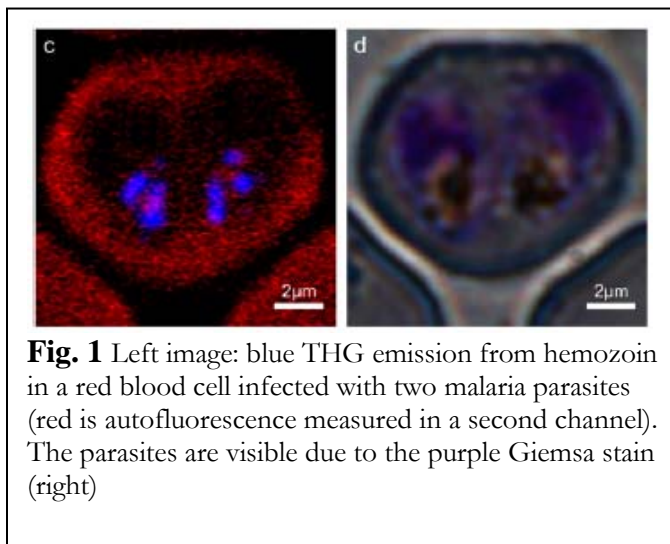 c d
2µm 2µm
Fig. 1 Left image: blue THG emission from hemozoin
in a red blood cell infected with two malaria parasites
(red is autofluorescence measured in a second channel).
The parasites are visible due to the purple Giemsa stain
(right)